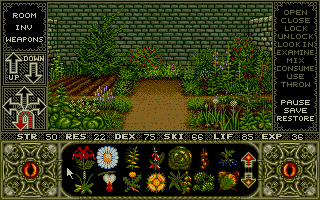 ROOM
INV
WEAPONS
UP
DOWN
OPEN
CLOSE
LOCK
UNLOCK
LOOK IN
EXAMINE
MIX
CONSUME
USE
THROW
PAUSE
SAVE
RESTORE
STR 50 RES 22 DEX 75 SKI 66 LIF 85 EXP 36